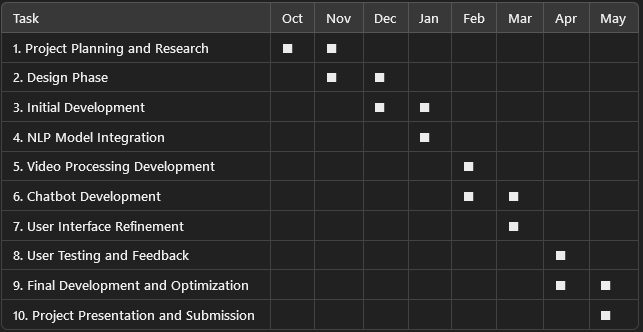 Task Oct Nov Dec Jan Feb Mar Apr May
1. Project Planning and Research ■ ■
2. Design Phase ■ ■
3. Initial Development ■ ■
4. NLP Model Integration ■
5. Video Processing Development ■
6. Chatbot Development ■ ■
7. User Interface Refinement ■
8. User Testing and Feedback ■
9. Final Development and Optimization ■ ■
10. Project Presentation and Submission ■